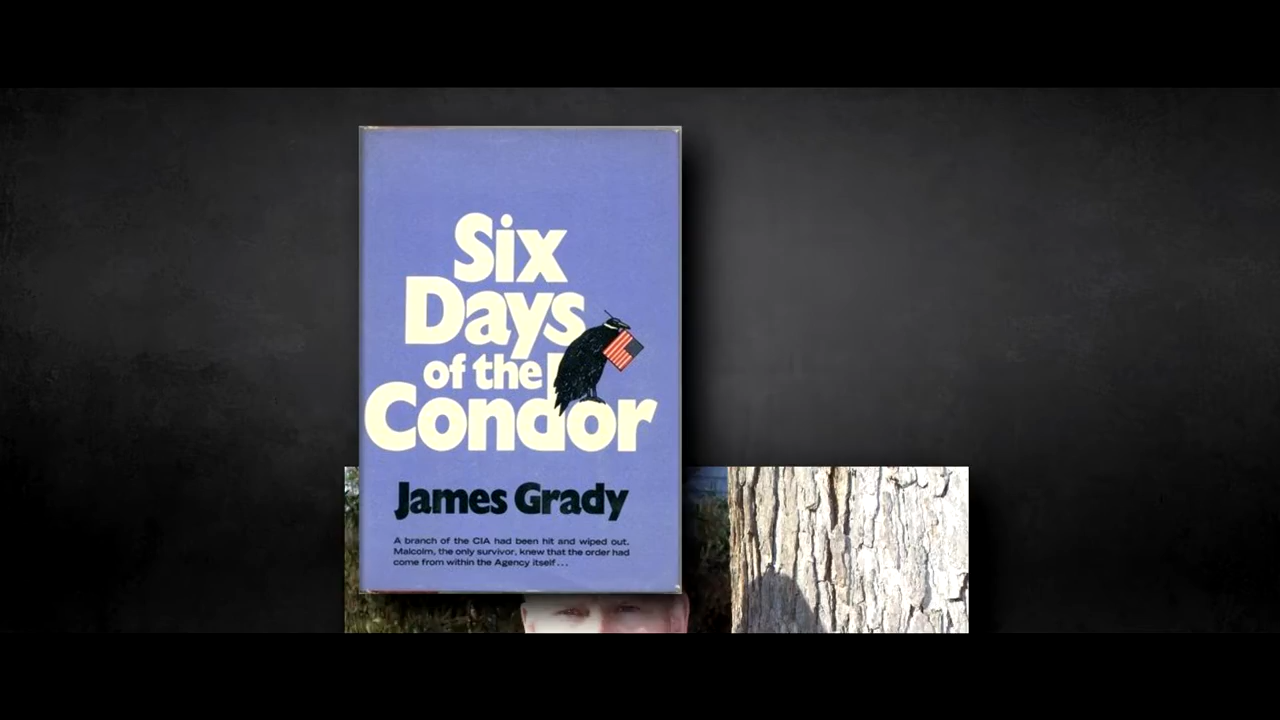 Six
Days
of the
Condor
James Grady
A branch of the CIA had been hit and wiped out.
Malcolm, the only survivor, knew that the order had
come from within the Agency itself...